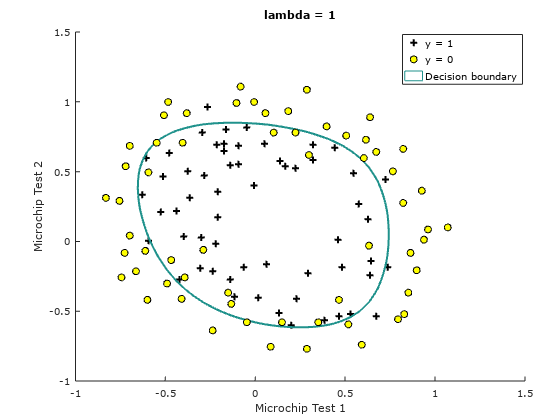 lambda = 1
y = 1
y = 0
Decision boundary
1.5
1
0.5
0
-0.5
-1
Microchip Test 2
-1 -0.5 0 0.5 1 1.5
Microchip Test 1